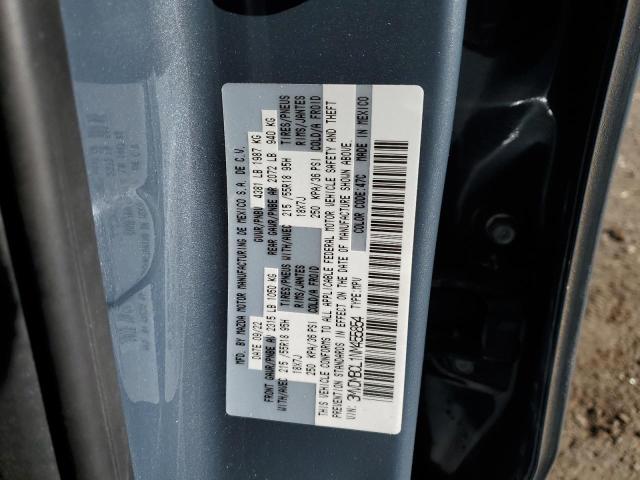 MFD. BY MAZDA MOTOR MANUFACTURING DE MEXICO S.A. DE C.V.
DATE 09/22 GVWR/PNBV 4381 LB 1987 KG
FRONT GAWR/PNBE AV 2315 LB 1050 KG REAR GAWR/PNBE AR 2072 LB 940 KG
TIRES/PNEUS WITH/AVEC TIRES/PNEUS
WITH/AVEC 215 /55R18 95H RIMS/JANTES 215 /55R18 95H RIMS/JANTES
18X7J COLD/A FROID 18X7J COLD/A FROID
250 KPA/36 PSI 250 KPA/36 PSI
THIS VEHICLE CONFORMS TO ALL APPLICABLE FEDERAL MOTOR VEHICLE SAFETY AND THEFT
PREVENTION STANDARDS IN EFFECT ON THE DATE OF MANUFACTURE SHOWN ABOVE.
COLOR CODE:47C MADE IN MEXICO
VIN: TYPE:MPV